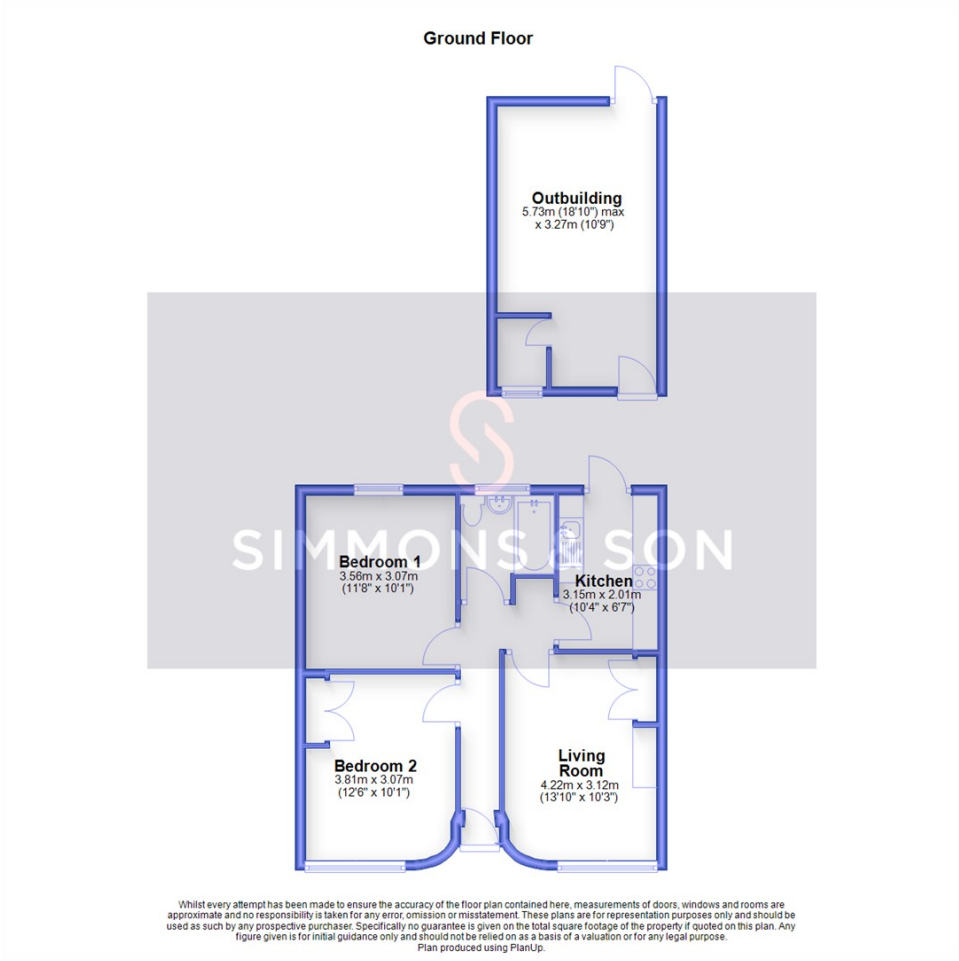 Ground Floor
Outbuilding
5.73m (18'10") max
x 3.27m (10'9")
SIMMONS & SON
Bedroom 1
3.56m x 3.07m
(11'8" x 10'1")
Kitchen
3.15m x 2.01m
(10'4" x 6'7")
Bedroom 2
3.81m x 3.07m
(12'6" x 10'1")
Living
Room
4.22m x 3.12m
(13'10" x 10'3")
Whilst every attempt has been made to ensure the accuracy of the floor plan contained here, measurements of doors, windows and rooms are
approximate and no responsibility is taken for any error, omission or misstatement. These plans are for representation purposes only and should be
used as such by any prospective purchaser. Specifically no guarantee is given on the total square footage of the property if quoted on this plan. Any
figure given is for initial guidance only and should not be relied on as a basis of a valuation or for any legal purpose.
Plan produced using PlanUp.